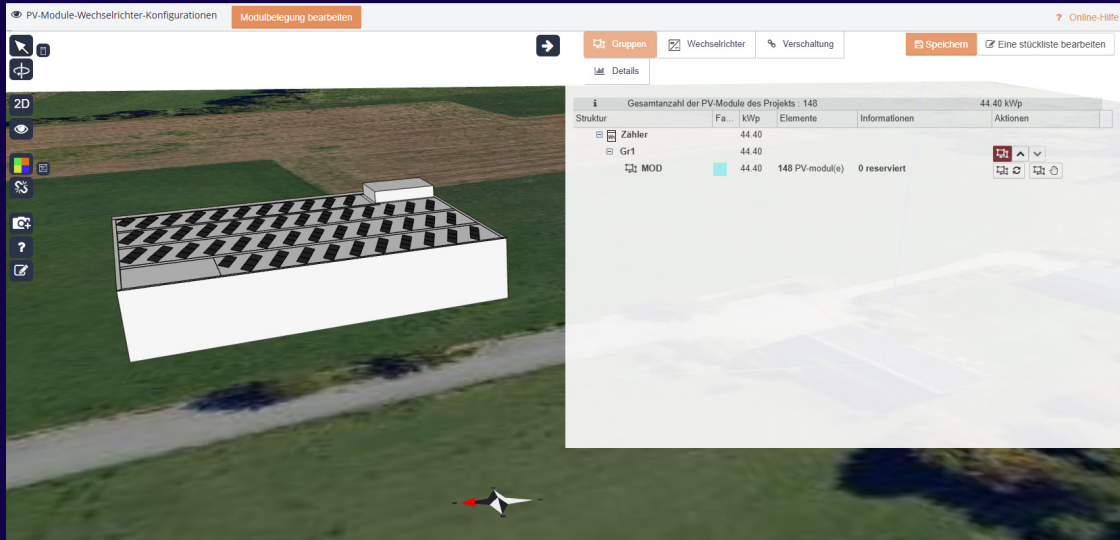 PV-Module-Wechselrichter-Konfigurationen
Modulbelegung bearbeiten
? Online-Hilfe
Gruppen
Wechselrichter
Verschaltung
Speichern
Eine stückliste bearbeiten
Details
2D
i Gesamtanzahl der PV-Module des Projekts : 148 44.40 kWp
Struktur Fa... kWp Elemente Informationen Aktionen
Zähler 44.40
Gr1 44.40
MOD 44.40 148 PV-modul(e) 0 reserviert
?